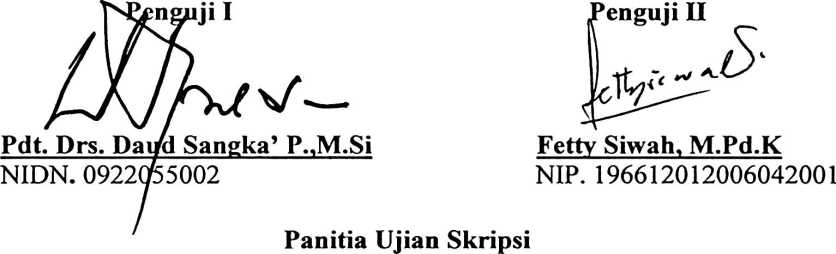 Penguji I
Penguji II
Pdt. Drs. Daud Sangka' P.,M.Si
NIDN. 0922055002
Fetty Siwah, M.Pd.K
NIP. 196612012006042001
Panitia Ujian Skripsi